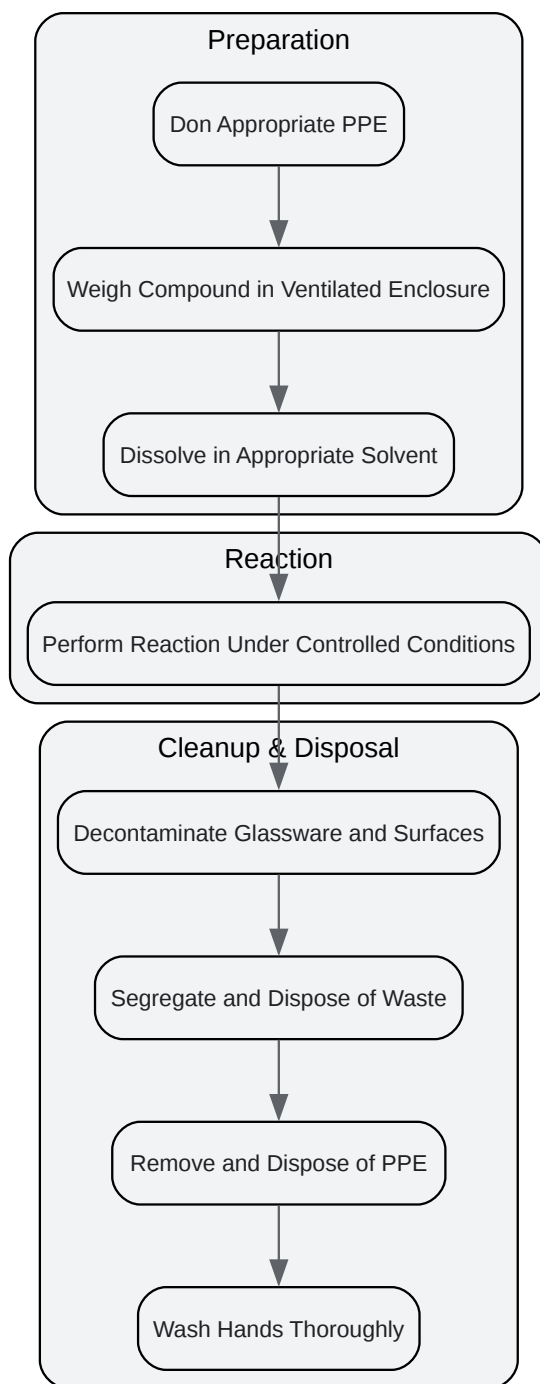 Preparation
Don Appropriate PPE
Weigh Compound in Ventilated Enclosure
Dissolve in Appropriate Solvent
Reaction
Perform Reaction Under Controlled Conditions
Cleanup & Disposal
Decontaminate Glassware and Surfaces
Segregate and Dispose of Waste
Remove and Dispose of PPE
Wash Hands Thoroughly